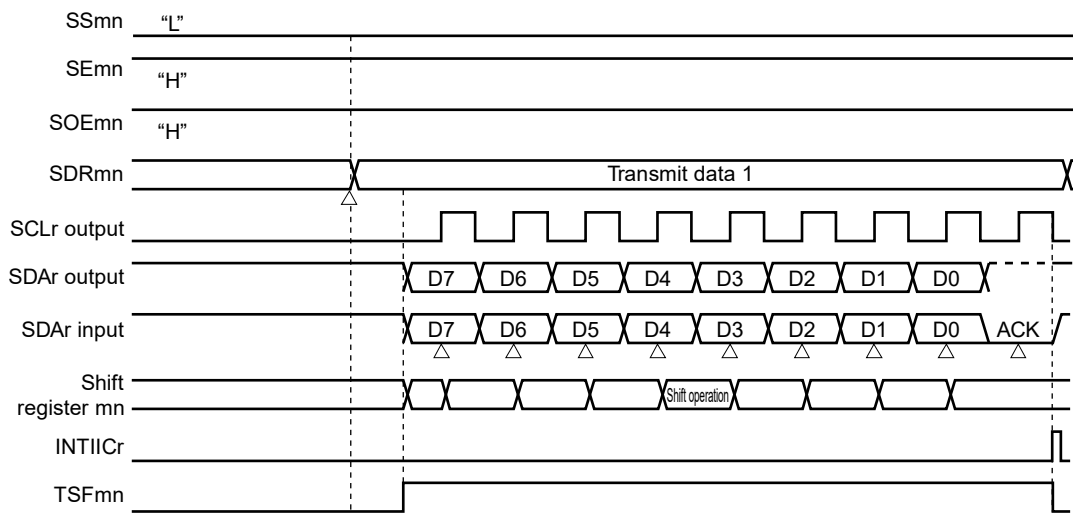 SSmn “L”
SEmn
“H”
SOEmn
“H”
SDRmn Transmit data 1
SCLr output
SDAr output D7 D6 D5 D4 D3 D2 D1 D0
SDAr input D7 D6 D5 D4 D3 D2 D1 D0 ACK
Shift
register mn Shift operation
INTIICr
TSFmn